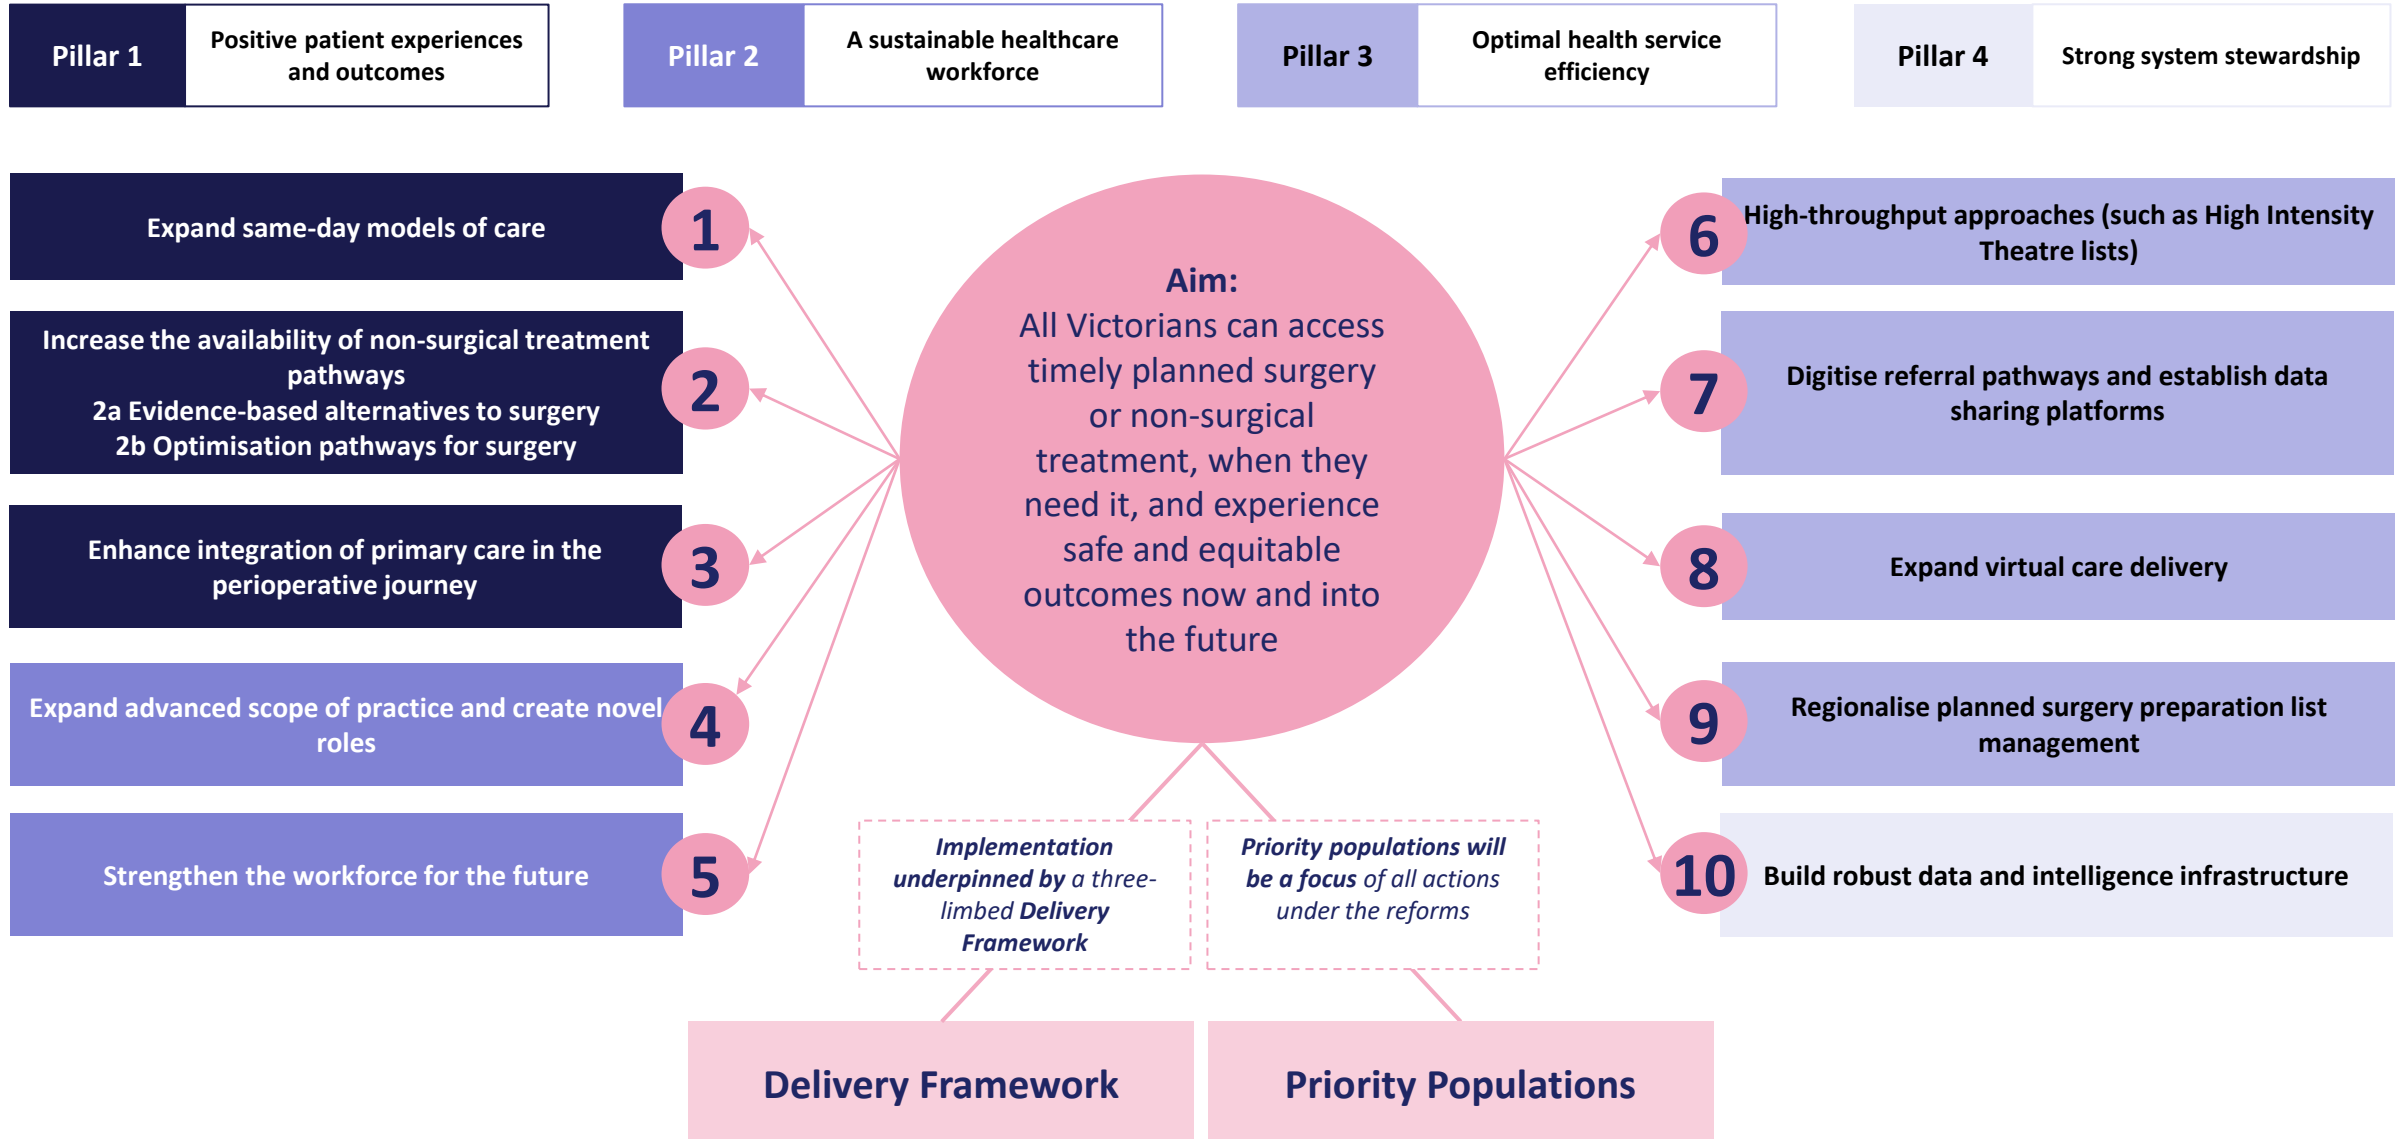 Pillar 1
Positive patient experiences
and outcomes
Pillar 2
A sustainable healthcare
workforce
Pillar 3
Optimal health service
efficiency
Pillar 4
Strong system stewardship
Expand same-day models of care
1
Increase the availability of non-surgical treatment
pathways
2a Evidence-based alternatives to surgery
2b Optimisation pathways for surgery
2
Enhance integration of primary care in the
perioperative journey
3
Expand advanced scope of practice and create novel
roles
4
Strengthen the workforce for the future
5
Aim:
All Victorians can access
timely planned surgery
or non-surgical
treatment, when they
need it, and experience
safe and equitable
outcomes now and into
the future
6
High-throughput approaches (such as High Intensity
Theatre lists)
7
Digitise referral pathways and establish data
sharing platforms
8
Expand virtual care delivery
9
Regionalise planned surgery preparation list
management
10
Build robust data and intelligence infrastructure
Implementation
underpinned by a three-
limbed Delivery
Framework
Priority populations will
be a focus of all actions
under the reforms
Delivery Framework
Priority Populations